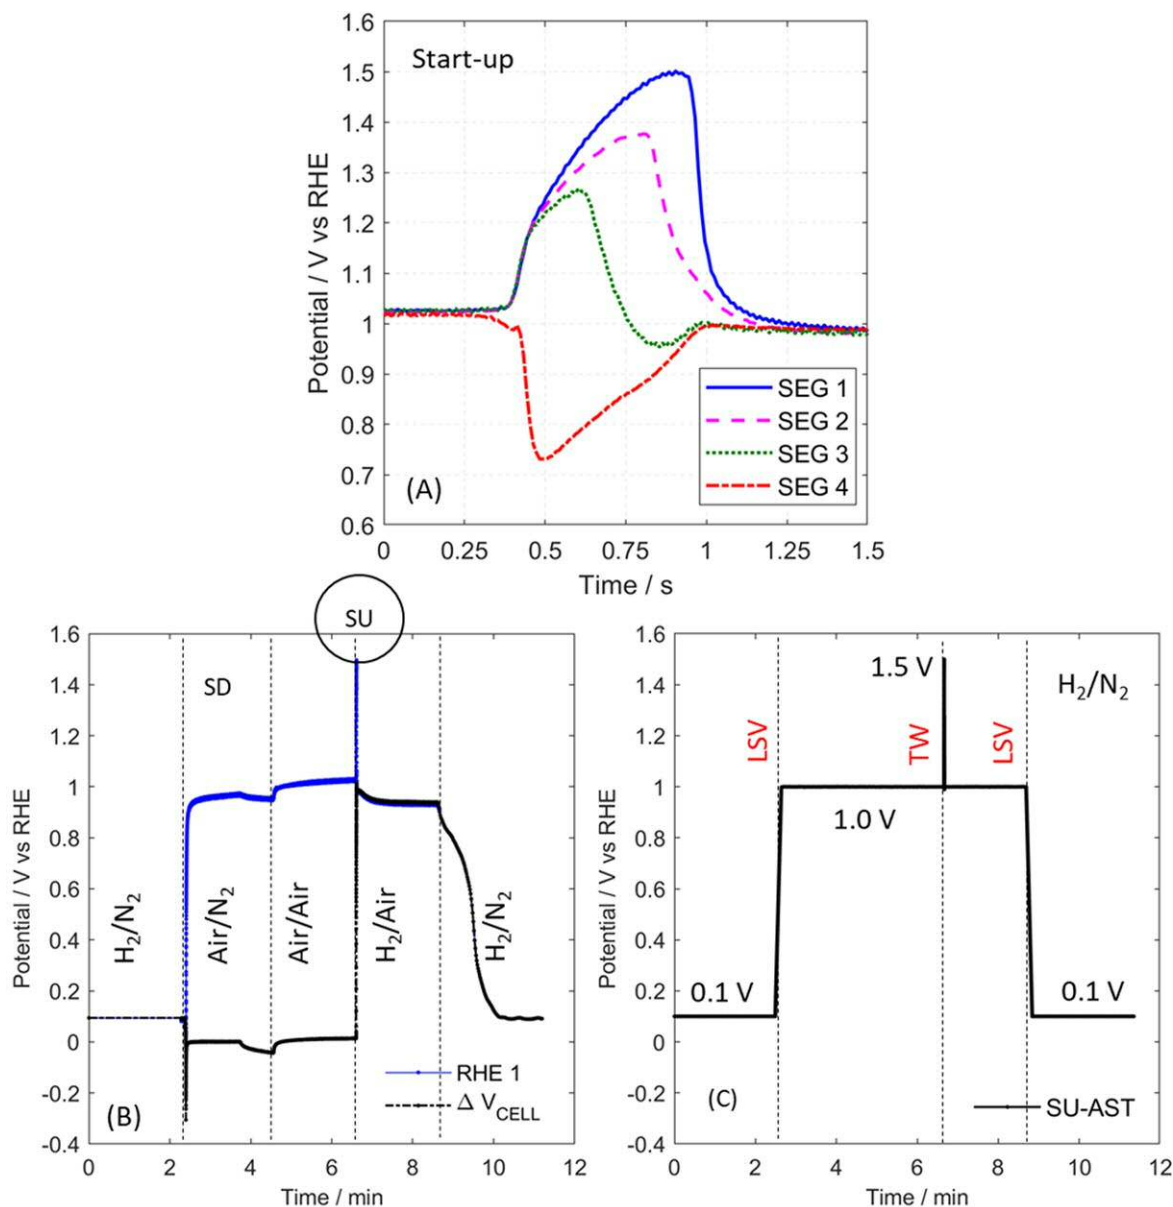 Start-up
Potential / V vs RHE
1.6
1.5
1.4
1.3
1.2
1.1
1
0.9
0.8
0.7
0.6
SEG 1
SEG 2
SEG 3
SEG 4
(A)
0 0.25 0.5 0.75 1 1.25 1.5
Time / s
SU
SD
Potential / V vs RHE
1.6
1.4
1.2
1
0.8
0.6
0.4
0.2
0
-0.2
-0.4
H₂/N₂
Air/N₂
Air/Air
H₂/Air
H₂/N₂
RHE 1
Δ V_CELL
(B)
0 2 4 6 8 10 12
Time / min
Potential / V vs RHE
1.6
1.4
1.2
1
0.8
0.6
0.4
0.2
0
-0.2
-0.4
1.5 V
H₂/N₂
LSV
TW
LSV
1.0 V
0.1 V
0.1 V
(C)
SU-AST
0 2 4 6 8 10 12
Time / min